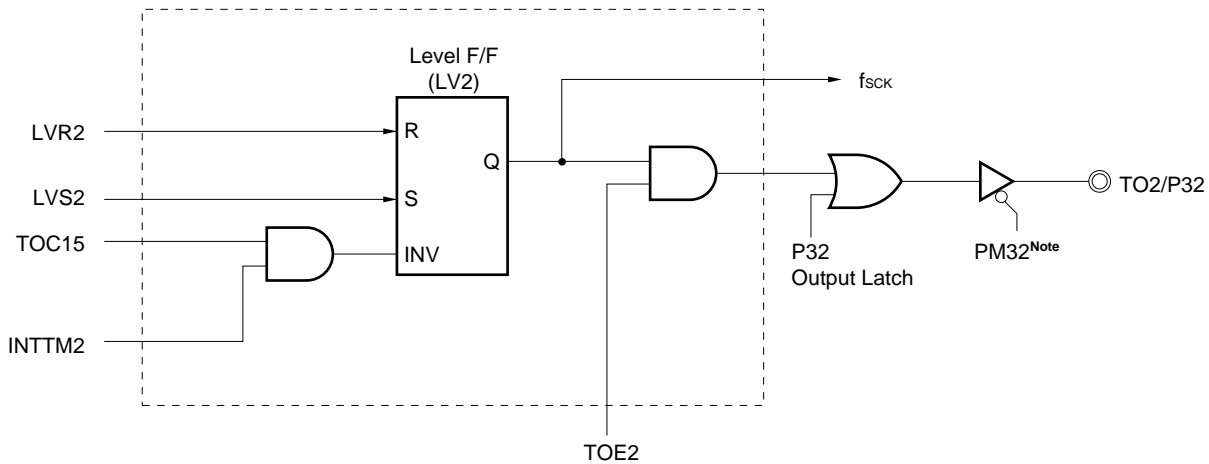 Level F/F
(LV2)
fSCK
LVR2
R
Q
TO2/P32
LVS2
S
TOC15
INV
P32
Output Latch
PM32Note
INTTM2
TOE2